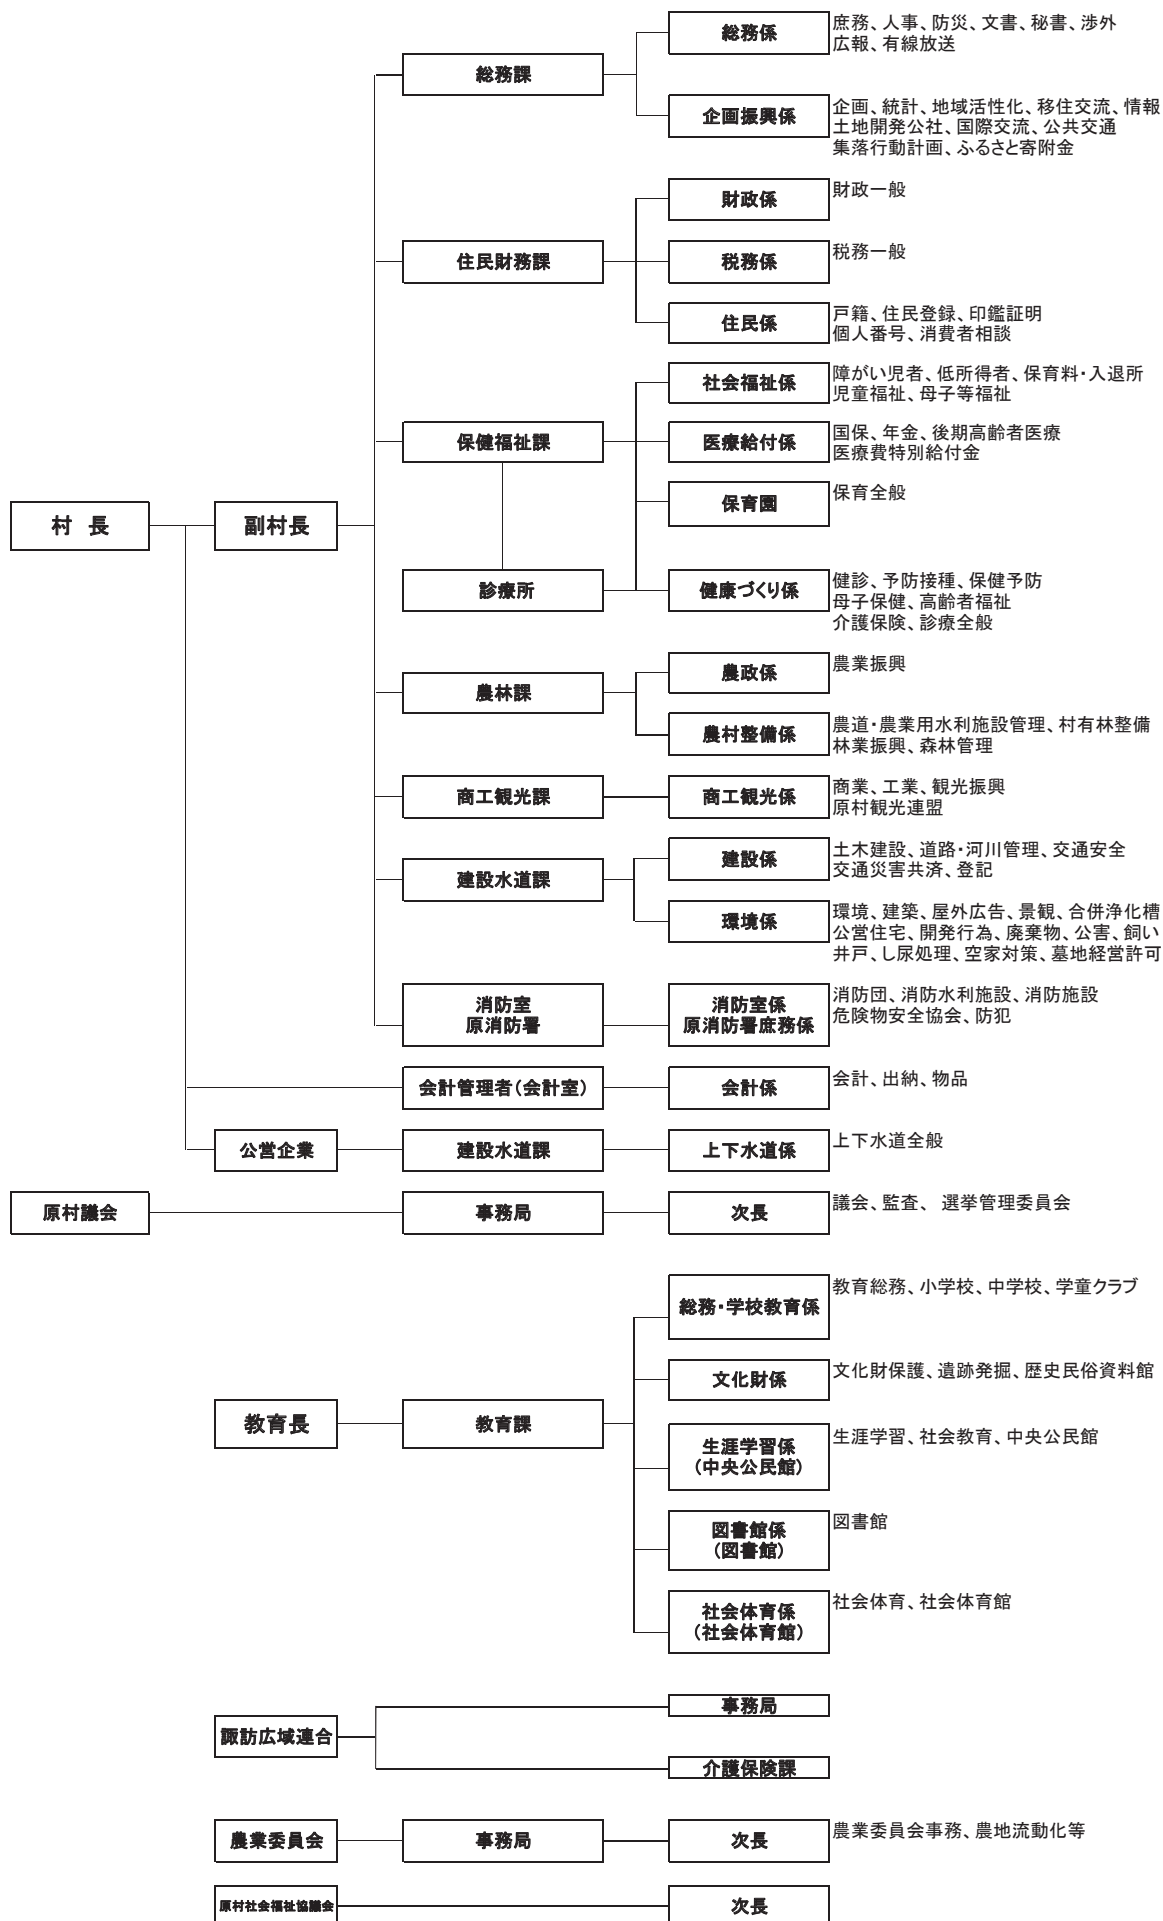 総務係
庶務、人事、防災、文書、秘書、渉外
広報、有線放送
総務課
企画振興係
企画、統計、地域活性化、移住交流、情報
土地開発公社、国際交流、公共交通
集落行動計画、ふるさと寄附金
財政係
財政一般
住民財務課
税務係
税務一般
住民係
戸籍、住民登録、印鑑証明
個人番号、消費者相談
社会福祉係
障がい児者、低所得者、保育料・入退所
児童福祉、母子等福祉
保健福祉課
医療給付係
国保、年金、後期高齢者医療
医療費特別給付金
保育園
保育全般
村 長
副村長
診療所
健康づくり係
健診、予防接種、保健予防
母子保健、高齢者福祉
介護保険、診療全般
農林課
農政係
農業振興
農村整備係
農道・農業用水利施設管理、村有林整備
林業振興、森林管理
商工観光課
商工観光係
商業、工業、観光振興
原村観光連盟
建設水道課
建設係
土木建設、道路・河川管理、交通安全
交通災害共済、登記
環境係
環境、建築、屋外広告、景観、合併浄化槽
公営住宅、開発行為、廃棄物、公害、飼い
井戸、し尿処理、空家対策、墓地経営許可
消防室
原消防署
消防室係
原消防署庶務係
消防団、消防水利施設、消防施設
危険物安全協会、防犯
会計管理者(会計室)
会計係
会計、出納、物品
公営企業
建設水道課
上下水道係
上下水道全般
原村議会
事務局
次長
議会、監査、 選挙管理委員会
総務・学校教育係
教育総務、小学校、中学校、学童クラブ
文化財係
文化財保護、遺跡発掘、歴史民俗資料館
教育長
教育課
生涯学習係
(中央公民館)
生涯学習、社会教育、中央公民館
図書館係
(図書館)
図書館
社会体育係
(社会体育館)
社会体育、社会体育館
諏訪広域連合
事務局
介護保険課
農業委員会
事務局
次長
農業委員会事務、農地流動化等
原村社会福祉協議会
次長